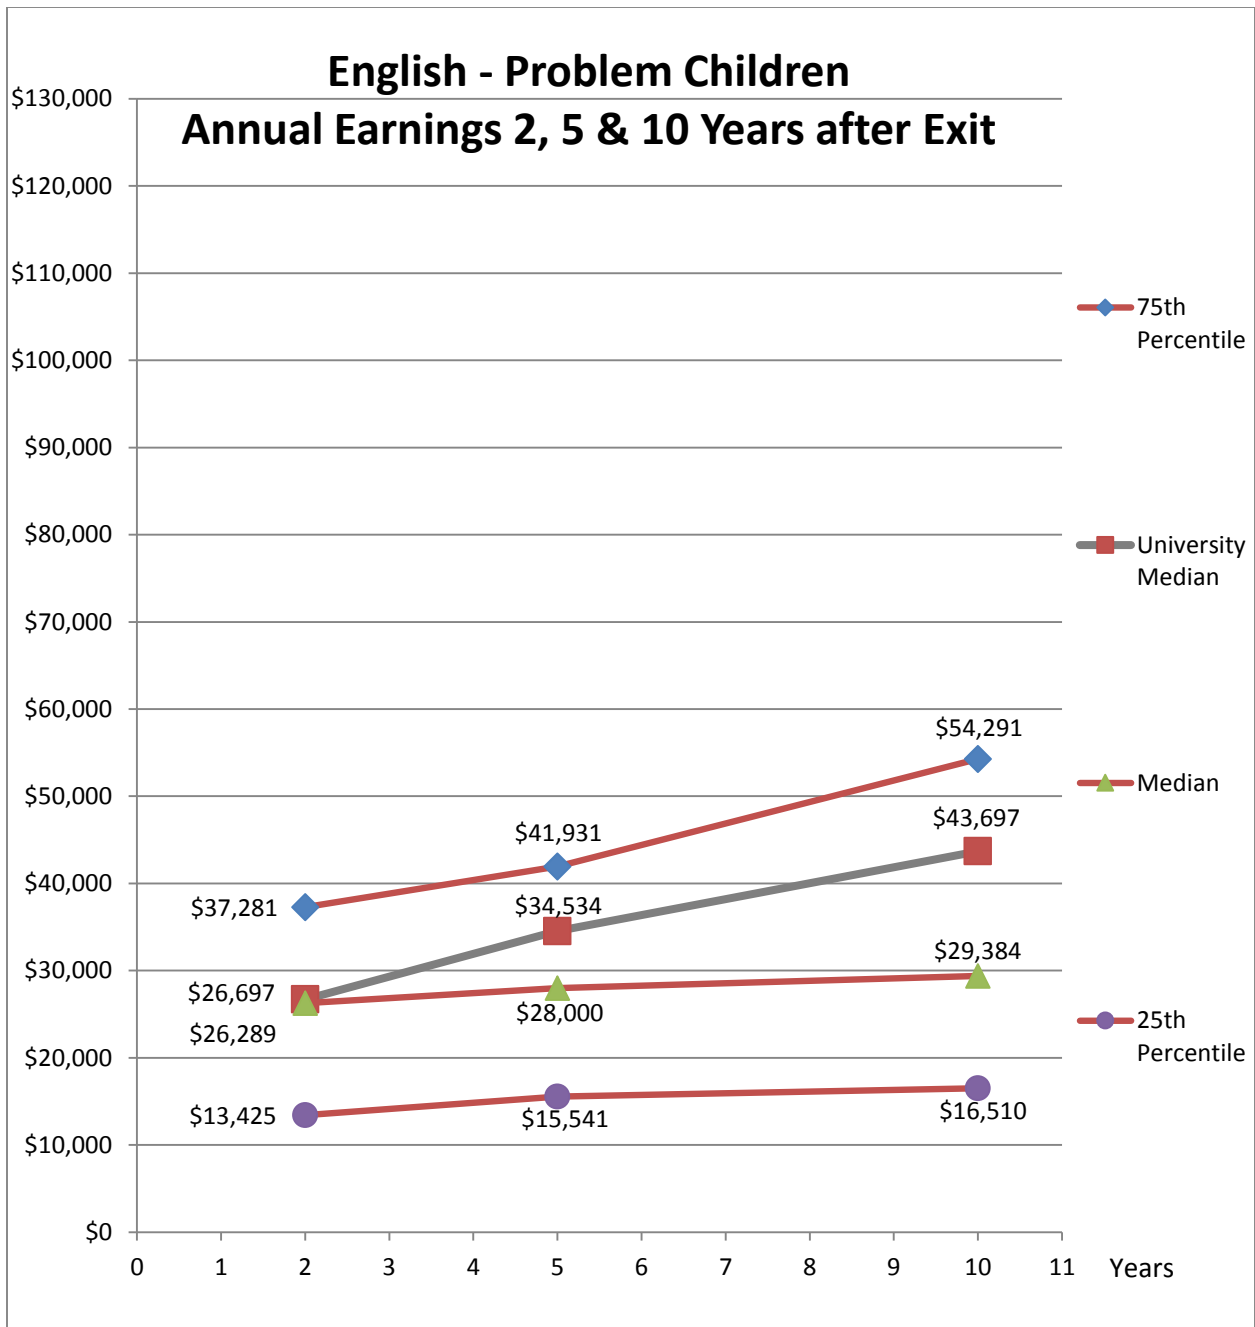 English - Problem Children
Annual Earnings 2, 5 & 10 Years after Exit
$130,000
$120,000
$110,000
$100,000
$90,000
$80,000
$70,000
$60,000
$50,000
$40,000
$30,000
$20,000
$10,000
$0
$54,291
$41,931
$37,281
$43,697
$34,534
$26,697
$29,384
$28,000
$26,289
$16,510
$15,541
$13,425
0 1 2 3 4 5 6 7 8 9 10 11 Years
75th
Percentile
University
Median
Median
25th
Percentile